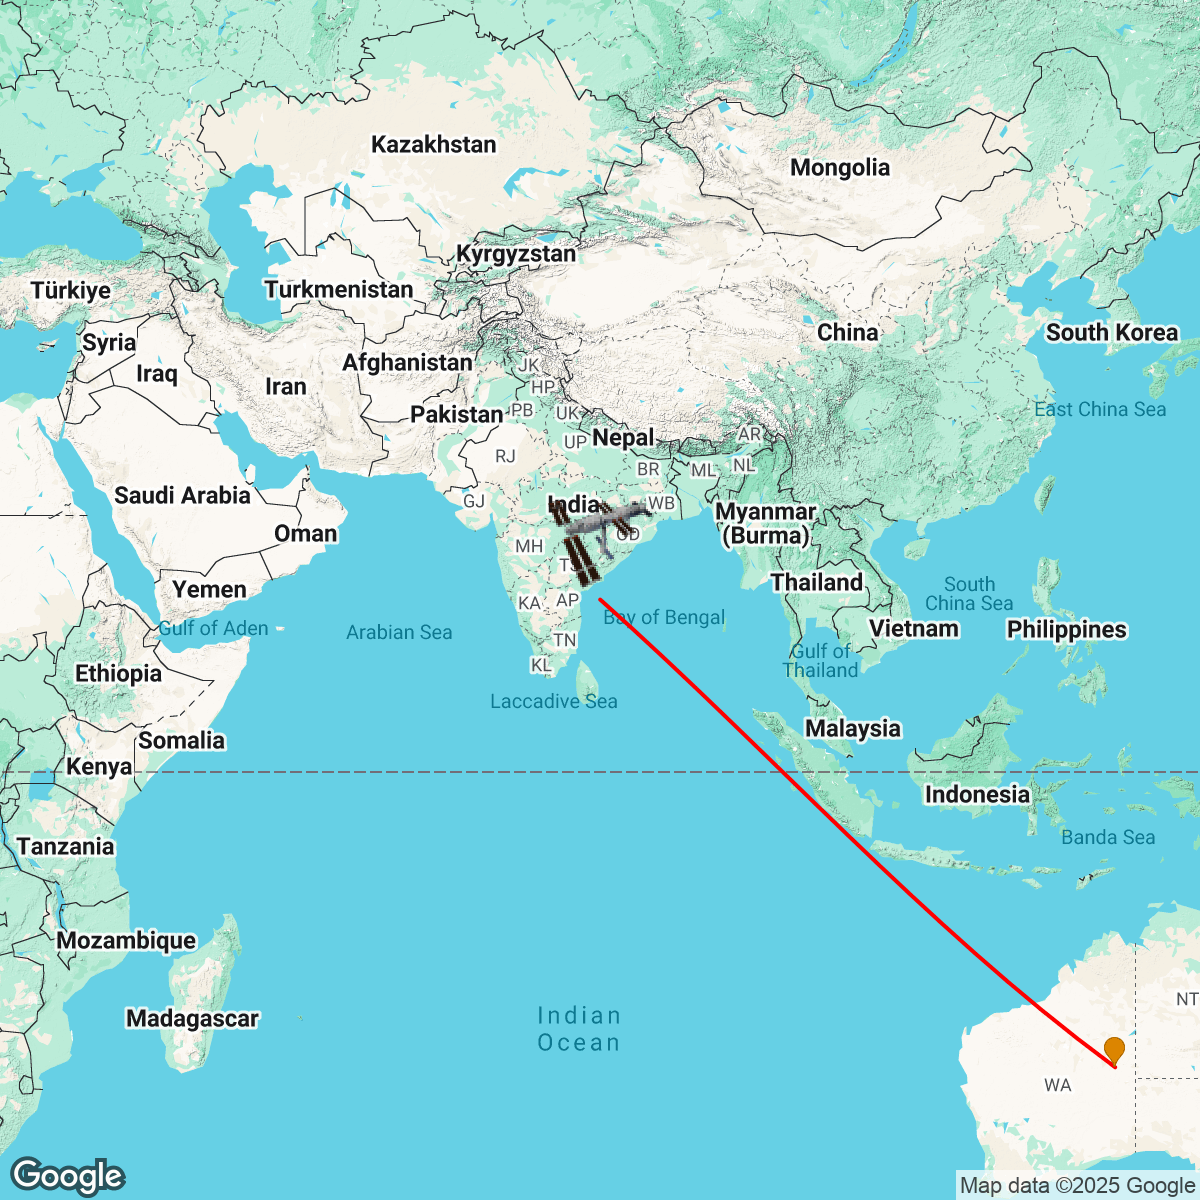 Kazakhstan
Mongolia
Kyrgyzstan
Türkiye
Turkmenistan
China
South Korea
Syria
Afghanistan
JK
Iraq
Iran
HP
Pakistan
PB
UK
East China Sea
UP
Nepal
AR
RJ
BR
ML
NL
Saudi Arabia
GJ
India
WB
Myanmar
(Burma)
Oman
MH
Yemen
Thailand
South
China Sea
KA
AP
Bay of Bengal
Gulf of Aden
Arabian Sea
TN
Vietnam
Philippines
Gulf of
Thailand
KL
Ethiopia
Laccadive Sea
Malaysia
Somalia
Kenya
Indonesia
Banda Sea
Tanzania
Mozambique
Madagascar
NT
Indian
Ocean
WA
Google
Map data ©2025 Google